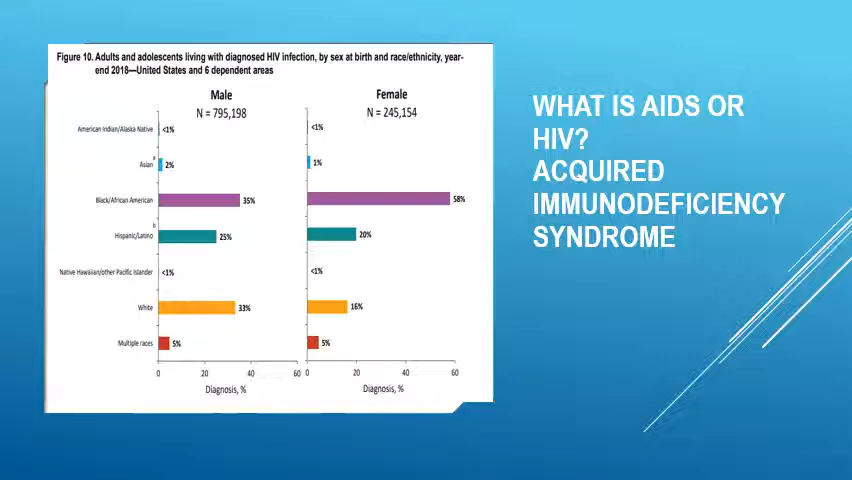 Figure 10. Adults and adolescents living with diagnosed HIV infection, by sex at birth and race/ethnicity, year-
end 2018—United States and 6 dependent areas
Male
N = 795,198
American Indian/Alaska Native <1%
Asian a 2%
Black/African American 35%
Hispanic/Latino b 25%
Native Hawaiian/other Pacific Islander <1%
White 33%
Multiple races 5%
0 20 40 60
Diagnosis, %
Female
N = 245,154
<1%
1%
58%
20%
<1%
16%
5%
0 20 40 60
Diagnosis, %
WHAT IS AIDS OR
HIV?
ACQUIRED
IMMUNODEFICIENCY
SYNDROME